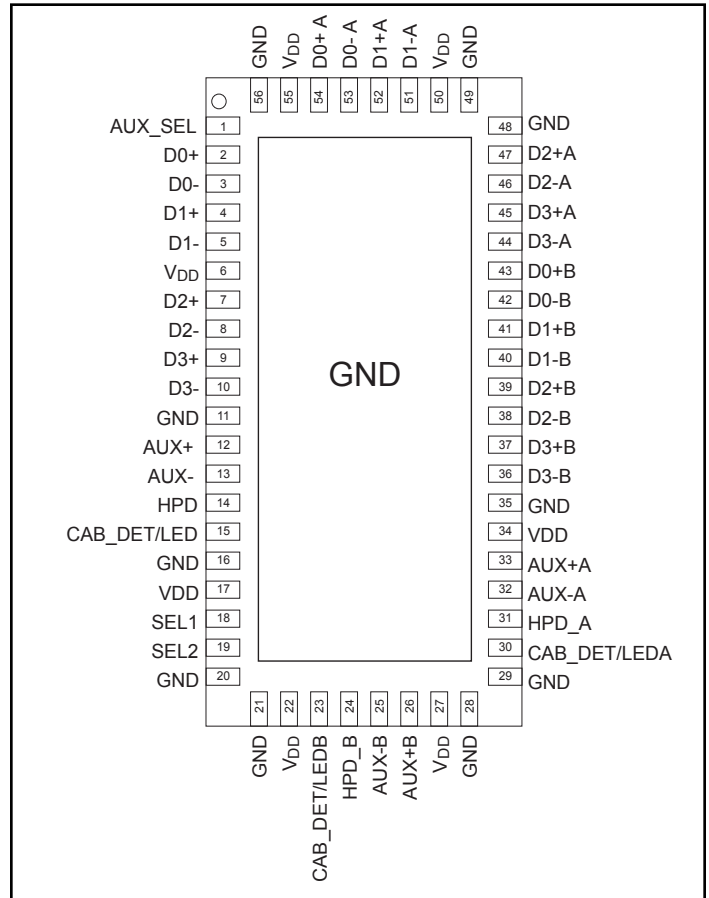 GND VDD D0+ A D0- A D1+A D1-A VDD GND
56 55 54 53 52 51 50 49
AUX_SEL 1
D0+ 2
D0- 3
D1+ 4
D1- 5
VDD 6
D2+ 7
D2- 8
D3+ 9
D3- 10
GND 11
AUX+ 12
AUX- 13
HPD 14
CAB_DET/LED 15
GND 16
VDD 17
SEL1 18
SEL2 19
GND 20
GND
48 GND
47 D2+A
46 D2-A
45 D3+A
44 D3-A
43 D0+B
42 D0-B
41 D1+B
40 D1-B
39 D2+B
38 D2-B
37 D3+B
36 D3-B
35 GND
34 VDD
33 AUX+A
32 AUX-A
31 HPD_A
30 CAB_DET/LEDA
29 GND
21 22 23 24 25 26 27 28
GND VDD CAB_DET/LEDB HPD_B AUX-B AUX+B VDD GND